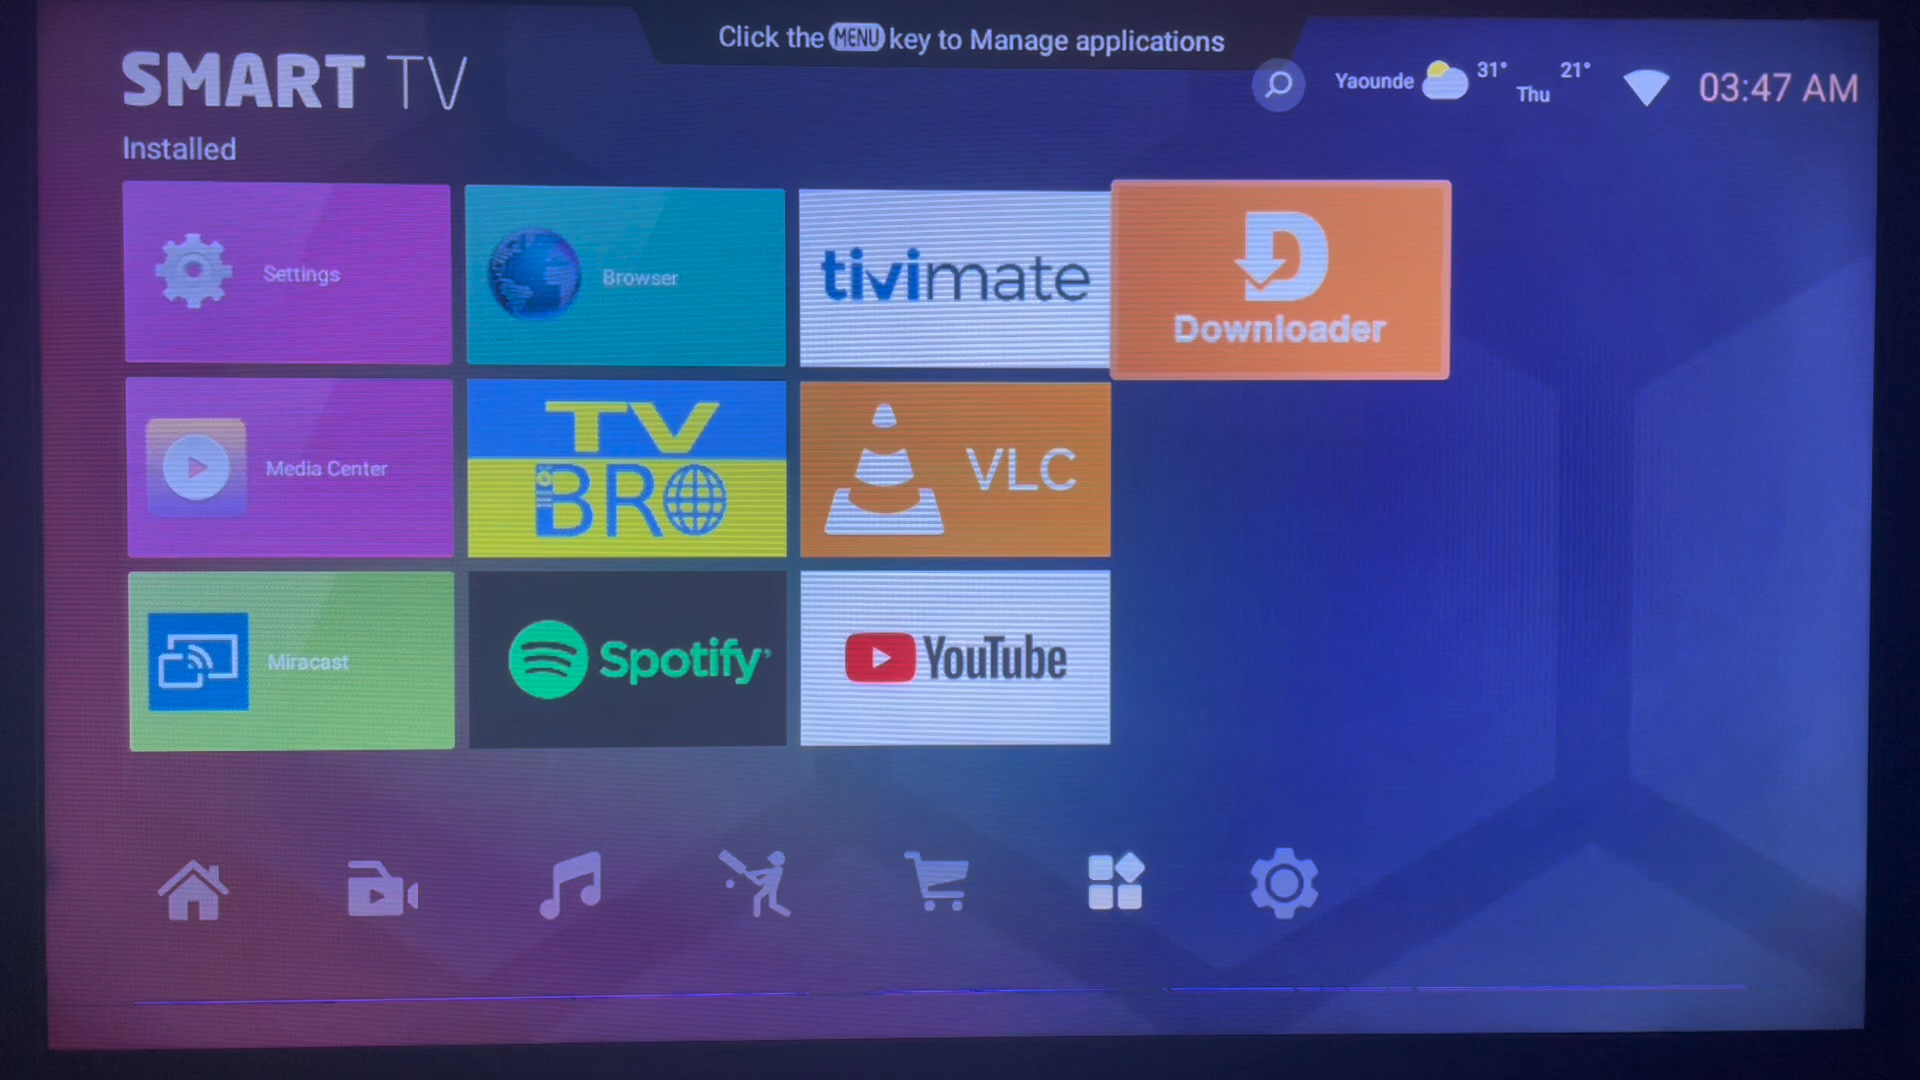 Click the MENU key to Manage applications
SMART TV
Yaounde 31° Thu 21° 03:47 AM
Installed
Settings
Browser
tivimate
D
Downloader
Media Center
TV
BRO
VLC
Miracast
Spotify
YouTube